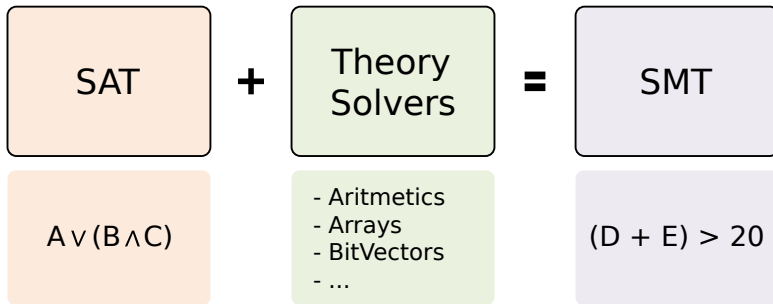 SAT
+
Theory
Solvers
=
SMT
A ∨ (B ∧ C)
- Aritmetics
- Arrays
- BitVectors
- ...
(D + E) > 20